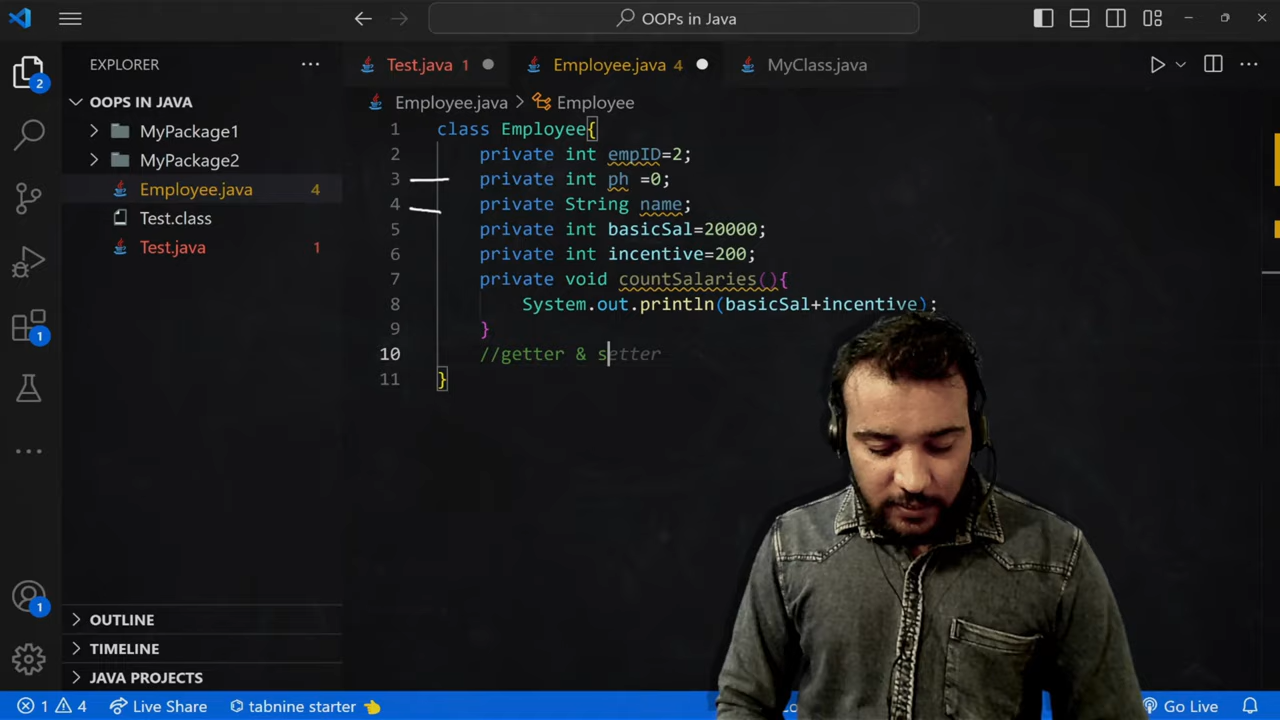 OOPs in Java
2
EXPLORER
Test.java 1
Employee.java 4
MyClass.java
OOPS IN JAVA
MyPackage1
MyPackage2
Employee.java 4
Test.class
Test.java 1
1
1
OUTLINE
TIMELINE
JAVA PROJECTS
Employee.java > Employee
1 class Employee{
2 private int empID=2;
3 private int ph =0;
4 private String name;
5 private int basicSal=20000;
6 private int incentive=200;
7 private void countSalaries(){
8 System.out.println(basicSal+incentive);
9 }
10 //getter & setter
11 }
1 4 Live Share tabnine starter Go Live